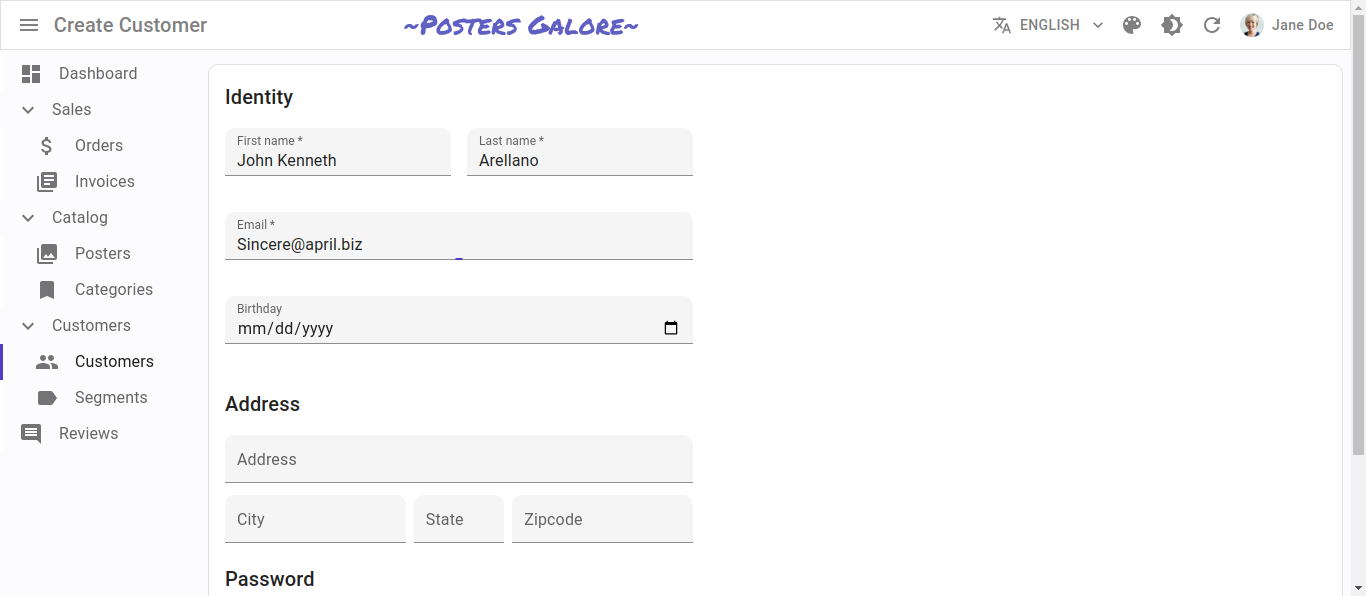 Create Customer
~Posters Galore~
ENGLISH
Jane Doe
Dashboard
Sales
Orders
Invoices
Catalog
Posters
Categories
Customers
Customers
Segments
Reviews
Identity
First name *
John Kenneth
Last name *
Arellano
Email *
Sincere@april.biz
Birthday
mm/dd/yyyy
Address
Address
City
State
Zipcode
Password